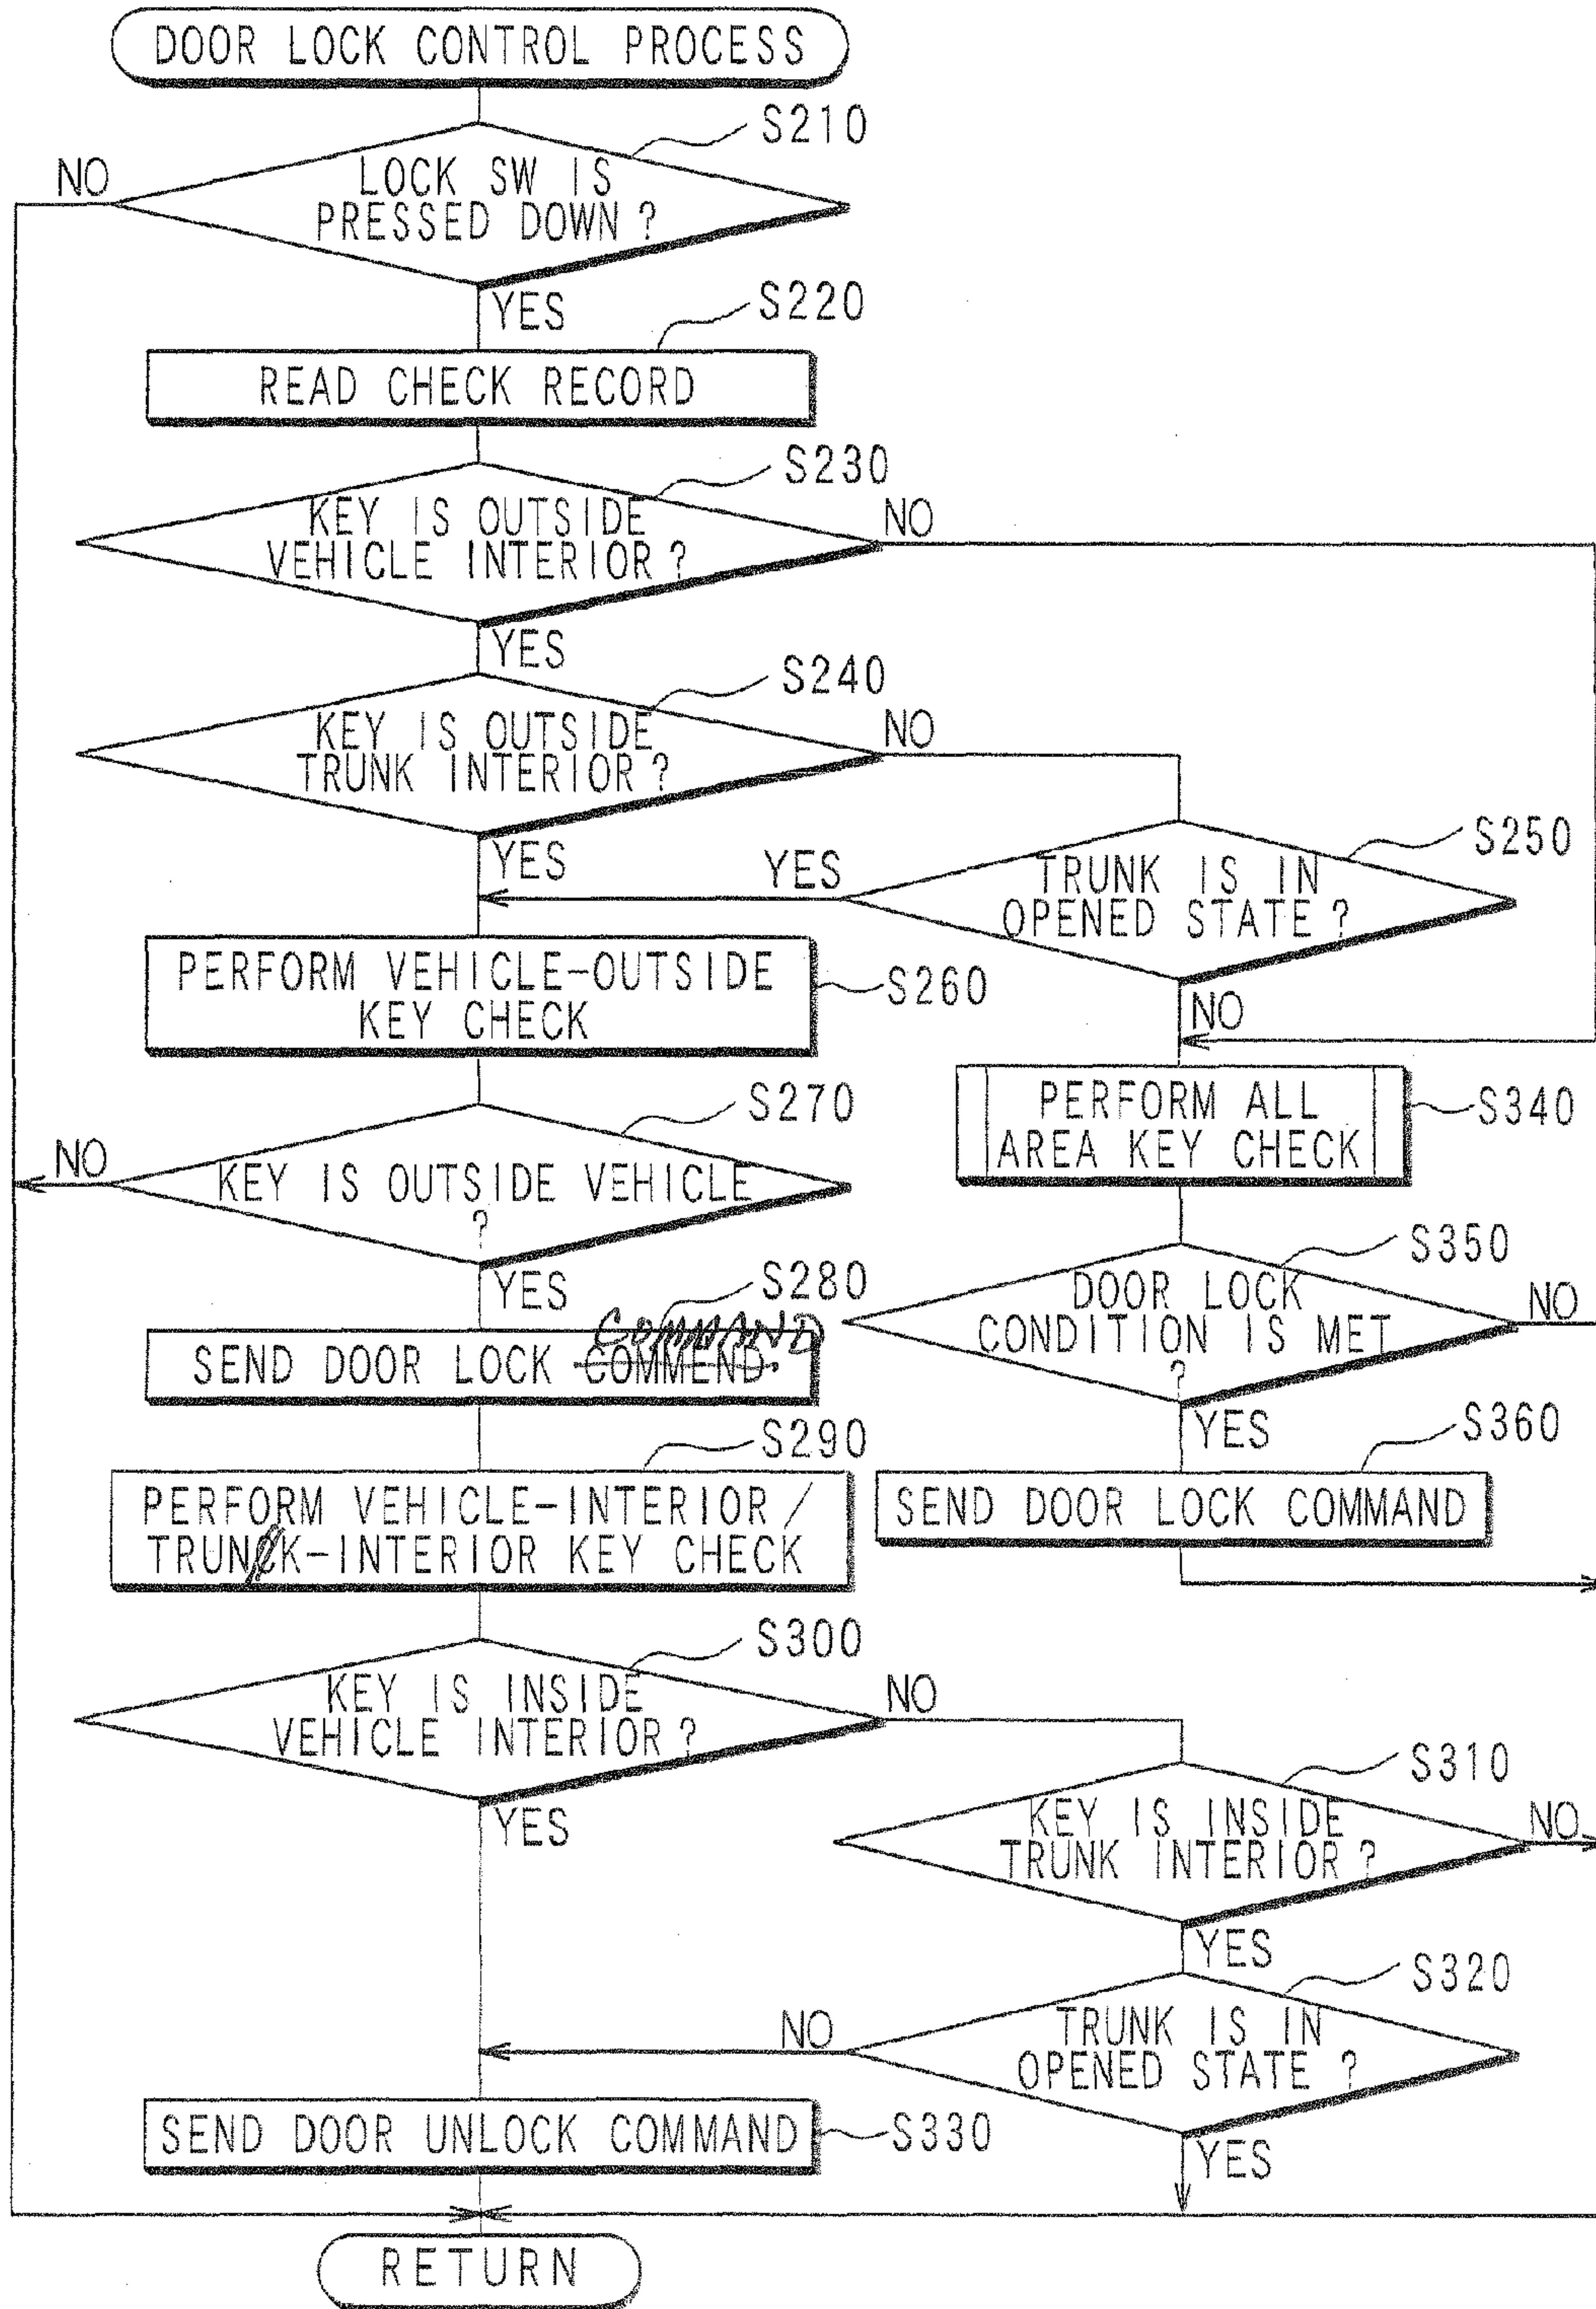 DOOR LOCK CONTROL PROCESS
S210
NO
LOCK SW IS
PRESSED DOWN?
YES
S220
READ CHECK RECORD
S230
KEY IS OUTSIDE
VEHICLE INTERIOR?
NO
YES
S240
KEY IS OUTSIDE
TRUNK INTERIOR?
NO
YES
S250
TRUNK IS IN
OPENED STATE?
YES
NO
PERFORM VEHICLE-OUTSIDE
KEY CHECK
S260
PERFORM ALL
AREA KEY CHECK
S340
S270
NO
KEY IS OUTSIDE VEHICLE
?
YES
S350
DOOR LOCK
CONDITION IS MET
?
NO
YES
S280
COMMAND
SEND DOOR LOCK COMMEND.
S360
SEND DOOR LOCK COMMAND
S290
PERFORM VEHICLE-INTERIOR/
TRUNCK-INTERIOR KEY CHECK
S300
KEY IS INSIDE
VEHICLE INTERIOR?
NO
YES
S310
KEY IS INSIDE
TRUNK INTERIOR?
NO
YES
S320
TRUNK IS IN
OPENED STATE?
NO
YES
SEND DOOR UNLOCK COMMAND
S330
RETURN